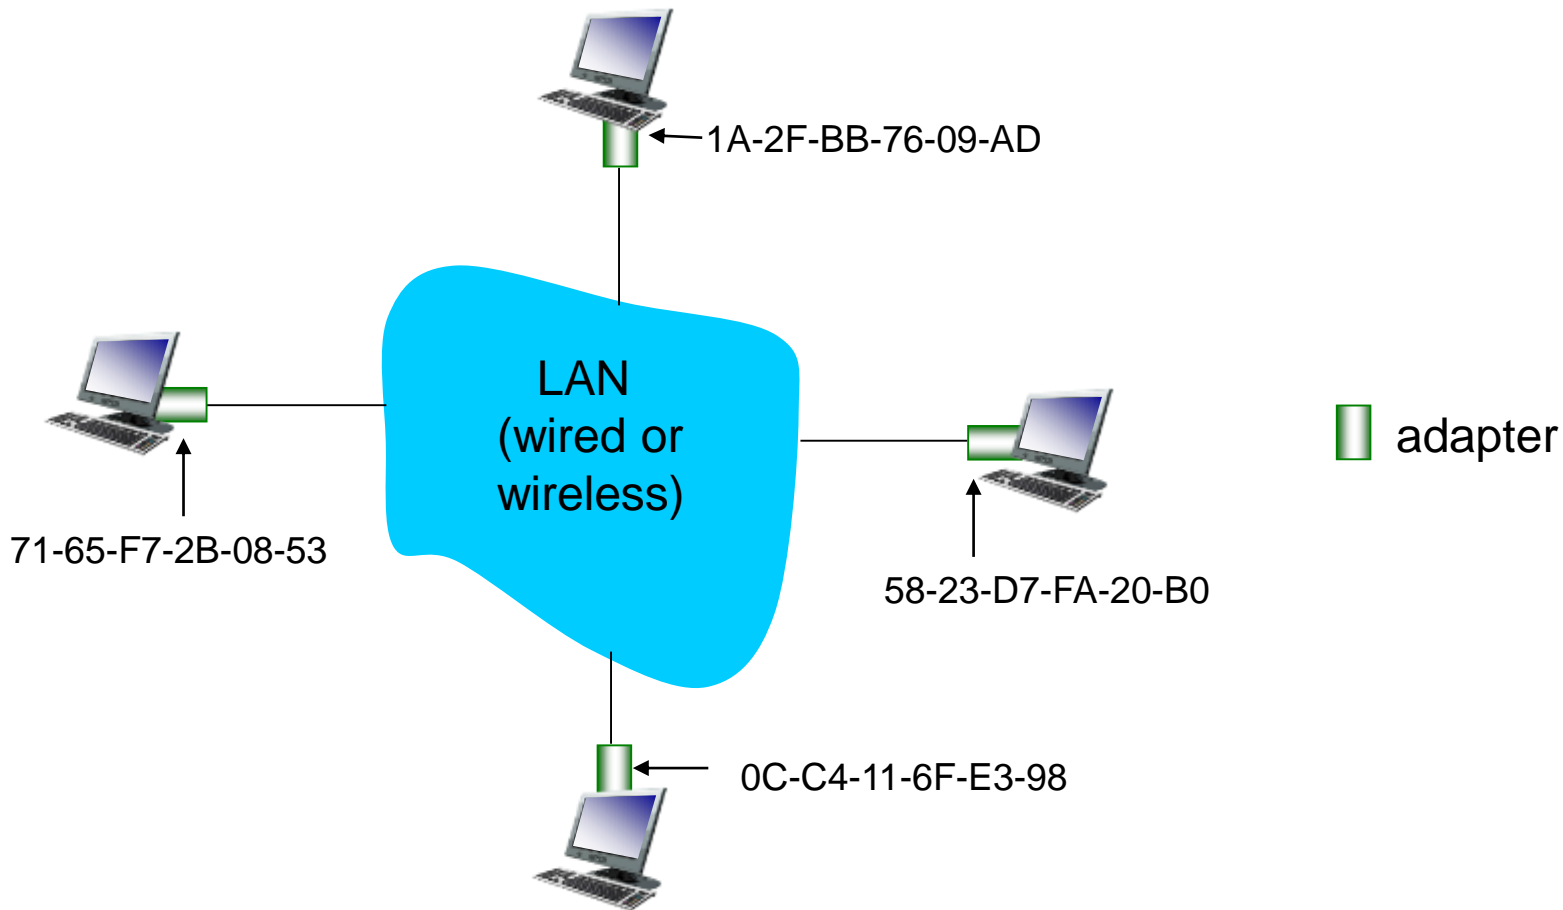 1A-2F-BB-76-09-AD
LAN
(wired or
wireless)
adapter
71-65-F7-2B-08-53
58-23-D7-FA-20-B0
0C-C4-11-6F-E3-98